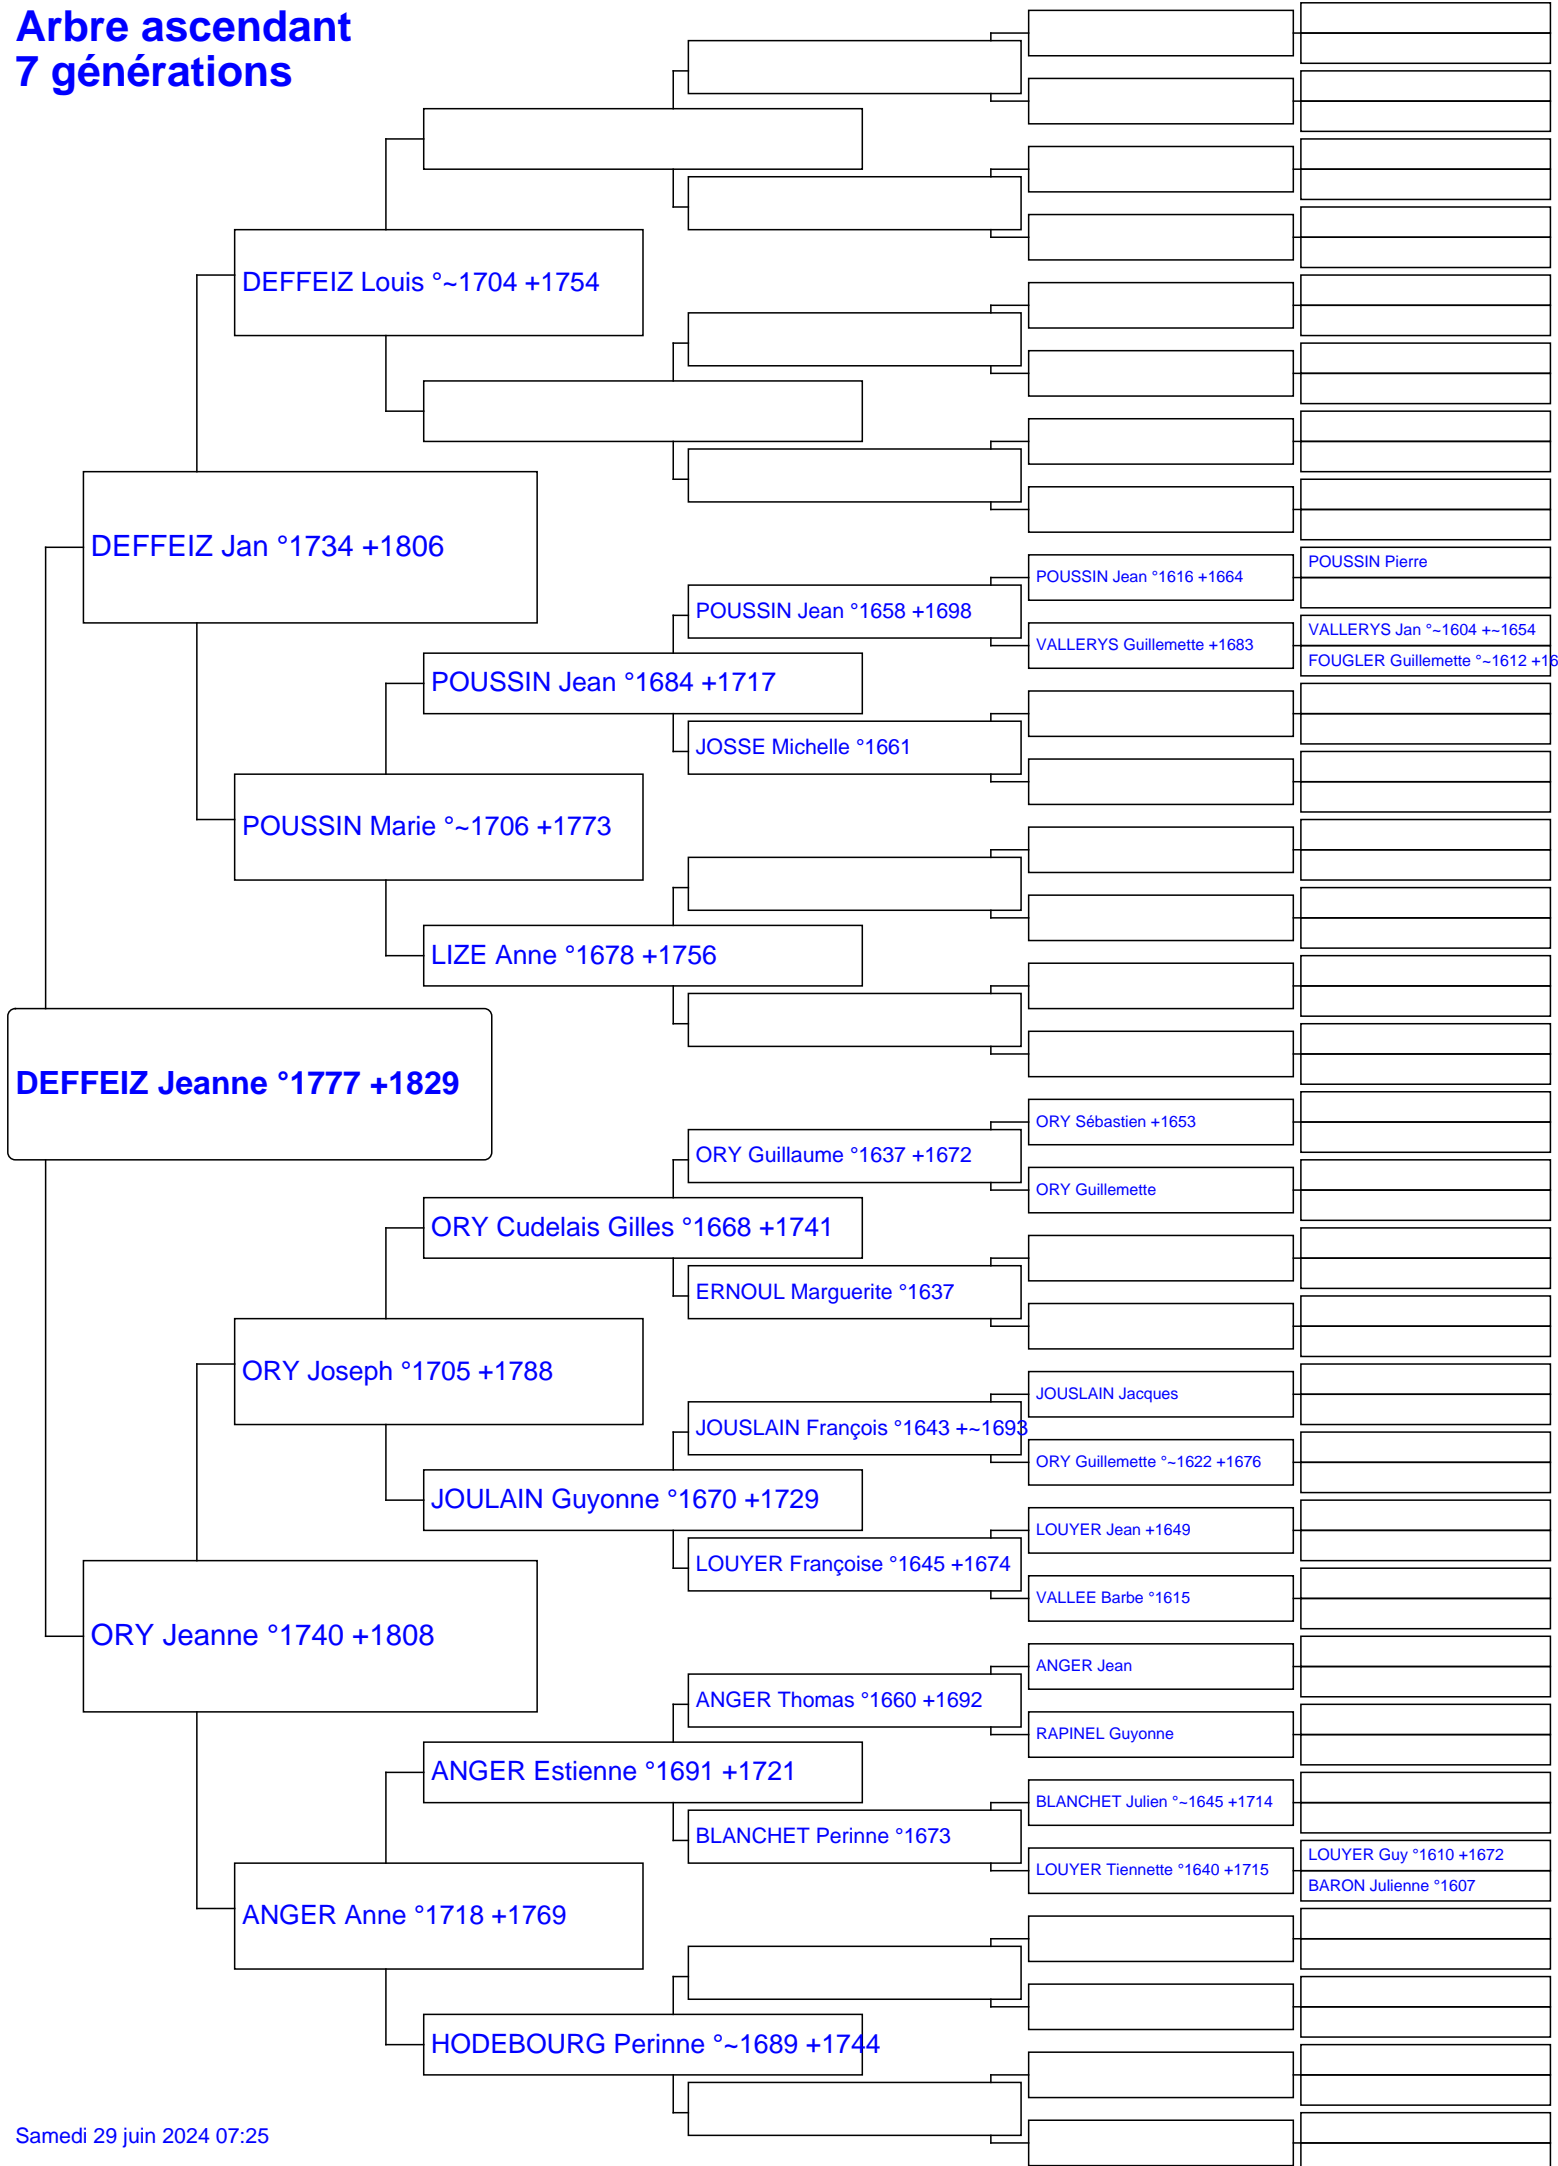 Arbre ascendant
7 générations
DEFFEIZ Louis °~1704 +1754
DEFFEIZ Jan °1734 +1806
POUSSIN Pierre
POUSSIN Jean °1616 +1664
POUSSIN Jean °1658 +1698
VALLERYS Jan °~1604 +~1654
VALLERYS Guillemette +1683
FOUGLER Guillemette °~1612 +16
POUSSIN Jean °1684 +1717
JOSSE Michelle °1661
POUSSIN Marie °~1706 +1773
LIZE Anne °1678 +1756
DEFFEIZ Jeanne °1777 +1829
ORY Sébastien +1653
ORY Guillaume °1637 +1672
ORY Guillemette
ORY Cudelais Gilles °1668 +1741
ERNOUL Marguerite °1637
ORY Joseph °1705 +1788
JOUSLAIN Jacques
JOUSLAIN François °1643 +~1693
ORY Guillemette °~1622 +1676
JOULAIN Guyonne °1670 +1729
LOUYER Jean +1649
LOUYER Françoise °1645 +1674
VALLEE Barbe °1615
ORY Jeanne °1740 +1808
ANGER Jean
ANGER Thomas °1660 +1692
RAPINEL Guyonne
ANGER Estienne °1691 +1721
BLANCHET Julien °~1645 +1714
BLANCHET Perinne °1673
LOUYER Guy °1610 +1672
LOUYER Tiennette °1640 +1715
BARON Julienne °1607
ANGER Anne °1718 +1769
HODEBOURG Perinne °~1689 +1744
Samedi 29 juin 2024 07:25